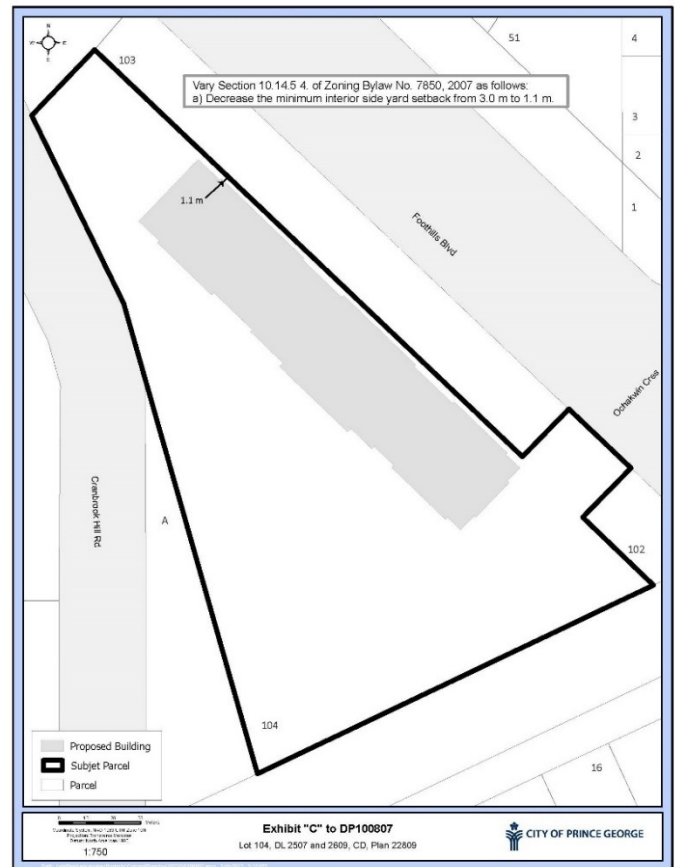 N
103
51
4
Vary Section 10.14.5 4. of Zoning Bylaw No. 7850, 2007 as follows:
a) Decrease the minimum interior side yard setback from 3.0 m to 1.1 m.
3
2
1
1.1 m
Foothills Blvd
Ochakwin Cres
Cranbrook Hill Rd
A
102
104
16
Proposed Building
Subjet Parcel
Parcel
1:750
Exhibit "C" to DP100807
Lot 104, DL 2507 and 2609, CD, Plan 22809
CITY OF PRINCE GEORGE